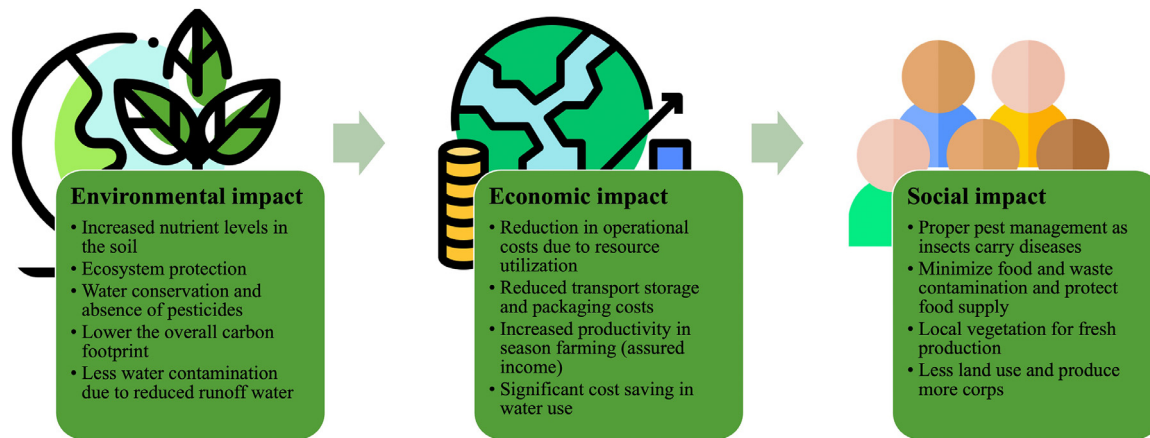 Environmental impact
• Increased nutrient levels in
the soil
• Ecosystem protection
• Water conservation and
absence of pesticides
• Lower the overall carbon
footprint
• Less water contamination
due to reduced runoff water
Economic impact
• Reduction in operational
costs due to resource
utilization
• Reduced transport storage
and packaging costs
• Increased productivity in
season farming (assured
income)
• Significant cost saving in
water use
Social impact
• Proper pest management as
insects carry diseases
• Minimize food and waste
contamination and protect
food supply
• Local vegetation for fresh
production
• Less land use and produce
more corps